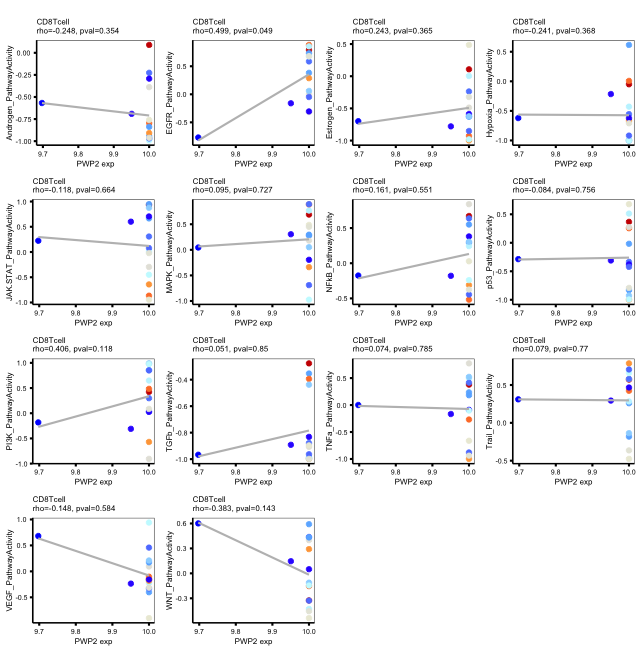 CD8Tcell
rho=-0.248, pval=0.354
Androgen_PathwayActivity
0.00
-0.25
-0.50
-0.75
-1.00
9.7 9.8 9.9 10.0
PWP2 exp
CD8Tcell
rho=0.499, pval=0.049
EGFR_PathwayActivity
0.5
0.0
-0.5
9.7 9.8 9.9 10.0
PWP2 exp
CD8Tcell
rho=0.243, pval=0.365
Estrogen_PathwayActivity
0.5
0.0
-0.5
-1.0
9.7 9.8 9.9 10.0
PWP2 exp
CD8Tcell
rho=-0.241, pval=0.368
Hypoxia_PathwayActivity
0.5
0.0
-0.5
-1.0
9.7 9.8 9.9 10.0
PWP2 exp
CD8Tcell
rho=-0.118, pval=0.664
JAK.STAT_PathwayActivity
1.0
0.5
0.0
-0.5
-1.0
9.7 9.8 9.9 10.0
PWP2 exp
CD8Tcell
rho=0.095, pval=0.727
MAPK_PathwayActivity
0.5
0.0
-0.5
-1.0
9.7 9.8 9.9 10.0
PWP2 exp
CD8Tcell
rho=0.161, pval=0.551
NFkB_PathwayActivity
0.5
0.0
-0.5
9.7 9.8 9.9 10.0
PWP2 exp
CD8Tcell
rho=-0.084, pval=0.756
p53_PathwayActivity
0.5
0.0
-0.5
-1.0
9.7 9.8 9.9 10.0
PWP2 exp
CD8Tcell
rho=0.406, pval=0.118
PI3K_PathwayActivity
1.0
0.5
0.0
-0.5
-1.0
9.7 9.8 9.9 10.0
PWP2 exp
CD8Tcell
rho=0.051, pval=0.85
TGFb_PathwayActivity
-0.4
-0.6
-0.8
-1.0
9.7 9.8 9.9 10.0
PWP2 exp
CD8Tcell
rho=0.074, pval=0.785
TNFa_PathwayActivity
0.5
0.0
-0.5
-1.0
9.7 9.8 9.9 10.0
PWP2 exp
CD8Tcell
rho=0.079, pval=0.77
Trail_PathwayActivity
0.5
0.0
-0.5
9.7 9.8 9.9 10.0
PWP2 exp
CD8Tcell
rho=-0.148, pval=0.584
VEGF_PathwayActivity
1.0
0.5
0.0
-0.5
9.7 9.8 9.9 10.0
PWP2 exp
CD8Tcell
rho=-0.383, pval=0.143
WNT_PathwayActivity
0.6
0.3
0.0
-0.3
9.7 9.8 9.9 10.0
PWP2 exp